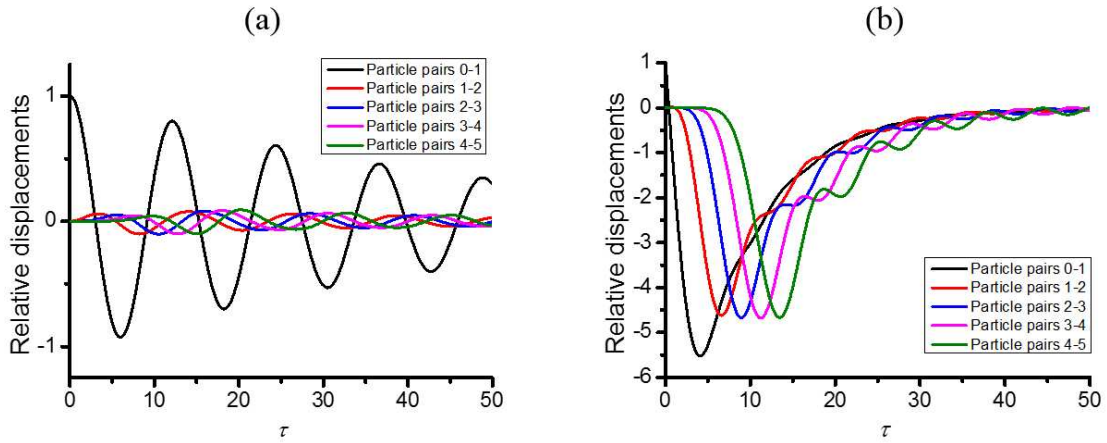 (a)
Relative displacements
1
0
-1
0 10 20 30 40 50
τ
Particle pairs 0-1
Particle pairs 1-2
Particle pairs 2-3
Particle pairs 3-4
Particle pairs 4-5
(b)
Relative displacements
1
0
-1
-2
-3
-4
-5
-6
0 10 20 30 40 50
τ
Particle pairs 0-1
Particle pairs 1-2
Particle pairs 2-3
Particle pairs 3-4
Particle pairs 4-5